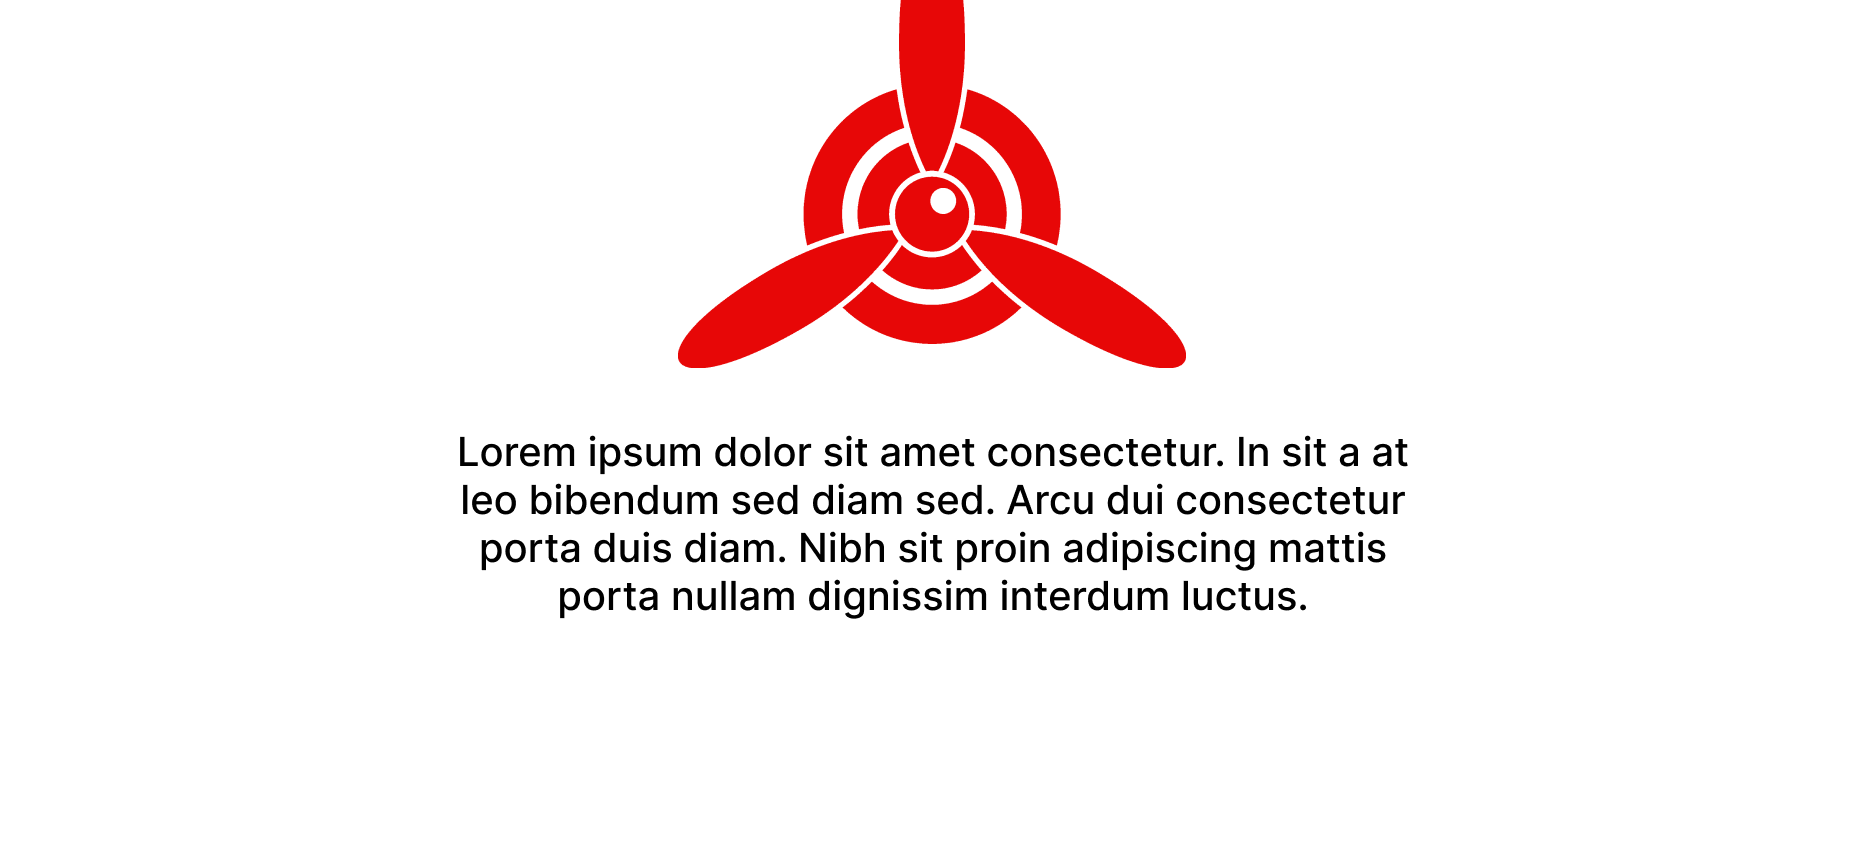 Lorem ipsum dolor sit amet consectetur. In sit a at
leo bibendum sed diam sed. Arcu dui consectetur
porta duis diam. Nibh sit proin adipiscing mattis
porta nullam dignissim interdum luctus.